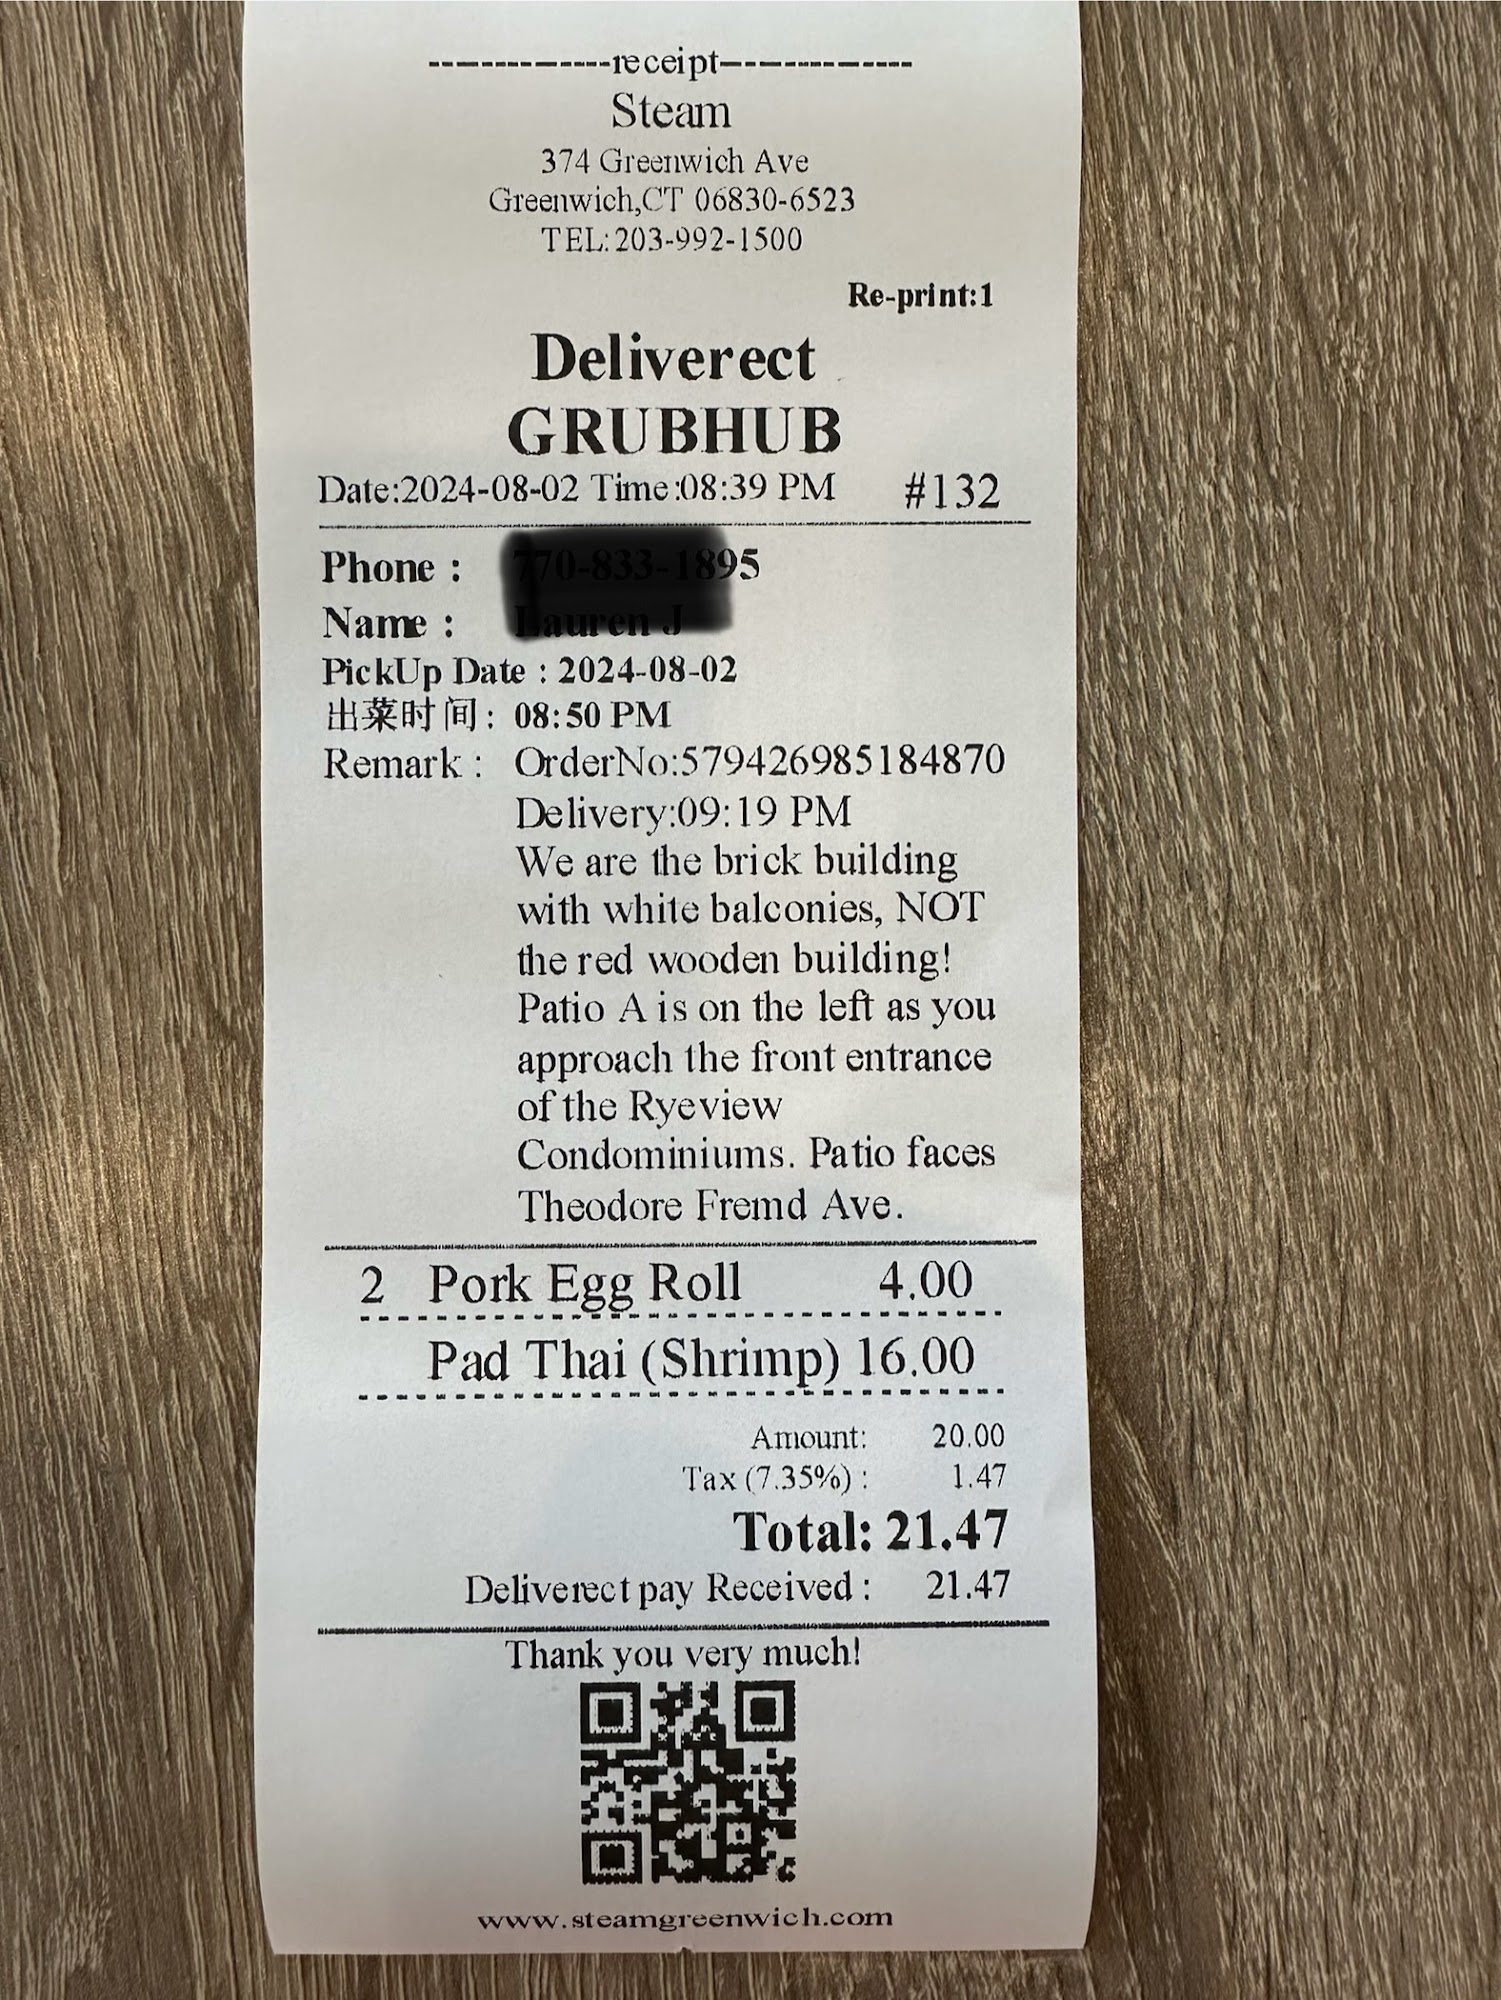 -------------receipt-------------
Steam
374 Greenwich Ave
Greenwich,CT 06830-6523
TEL:203-992-1500
Re-print:1
Deliverect
GRUBHUB
Date:2024-08-02 Time:08:39 PM #132
Phone :
Name :
PickUp Date : 2024-08-02
出菜时间: 08:50 PM
Remark : OrderNo:579426985184870
Delivery:09:19 PM
We are the brick building
with white balconies, NOT
the red wooden building!
Patio A is on the left as you
approach the front entrance
of the Ryeview
Condominiums. Patio faces
Theodore Fremd Ave.
2 Pork Egg Roll 4.00
Pad Thai (Shrimp) 16.00
Amount: 20.00
Tax (7.35%) : 1.47
Total: 21.47
Deliverect pay Received : 21.47
Thank you very much!
www.steamgreenwich.com